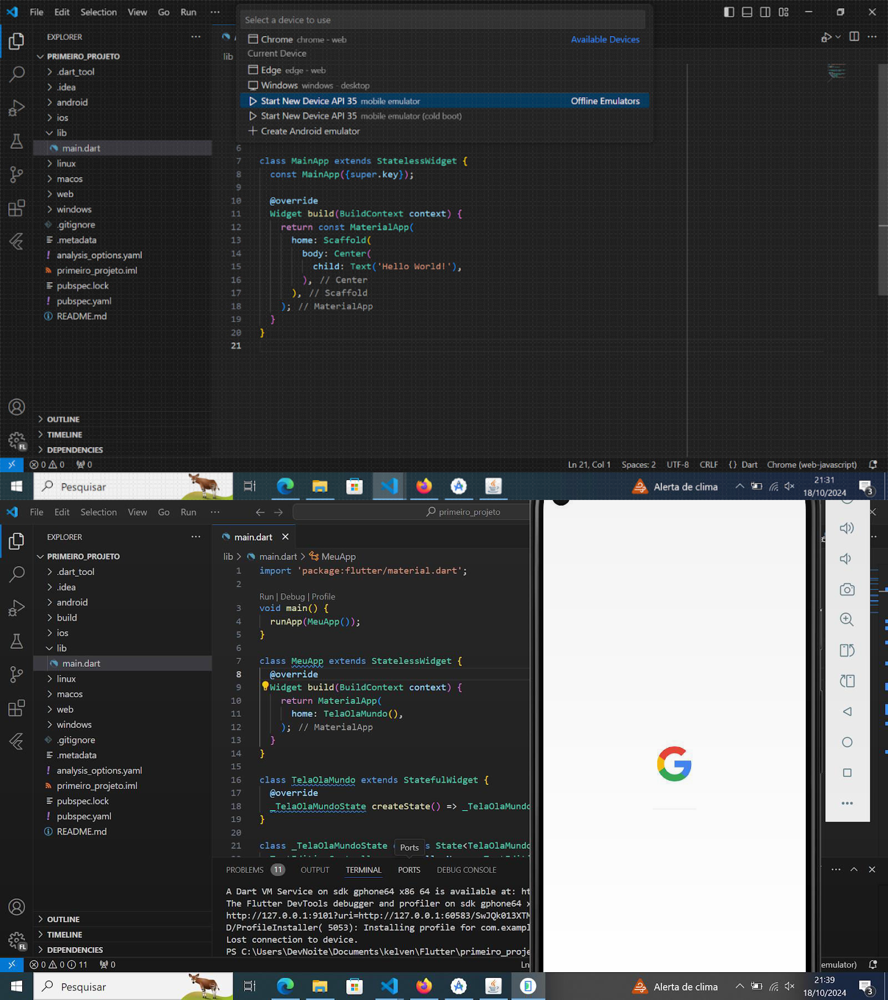 File Edit Selection View Go Run ···
Select a device to use
Chrome chrome - web Available Devices
Current Device
Edge edge - web
Windows windows - desktop
Start New Device API 35 mobile emulator Offline Emulators
Start New Device API 35 mobile emulator (cold boot)
Create Android emulator
EXPLORER ···
PRIMEIRO_PROJETO
.dart_tool
.idea
android
ios
lib
main.dart
linux
macos
web
windows
.gitignore
.metadata
analysis_options.yaml
primeiro_projeto.iml
pubspec.lock
pubspec.yaml
README.md
OUTLINE
TIMELINE
DEPENDENCIES
lib
6
7 class MainApp extends StatelessWidget {
8 const MainApp({super.key});
9
10 @override
11 Widget build(BuildContext context) {
12 return const MaterialApp(
13 home: Scaffold(
14 body: Center(
15 child: Text('Hello World!'),
16 ), // Center
17 ), // Scaffold
18 ); // MaterialApp
19 }
20 }
21
FL
0 0 0 Ln 21, Col 1 Spaces: 2 UTF-8 CRLF {} Dart Chrome (web-javascript)
Pesquisar Alerta de clima 21:31
18/10/2024 3
File Edit Selection View Go Run ··· primeiro_projeto
EXPLORER ···
PRIMEIRO_PROJETO
.dart_tool
.idea
android
build
ios
lib
main.dart
linux
macos
web
windows
.gitignore
.metadata
analysis_options.yaml
primeiro_projeto.iml
pubspec.lock
pubspec.yaml
README.md
OUTLINE
TIMELINE
DEPENDENCIES
main.dart
lib > main.dart > MeuApp
1 import 'package:flutter/material.dart';
2
Run | Debug | Profile
3 void main() {
4 runApp(MeuApp());
5 }
6
7 class MeuApp extends StatelessWidget {
8 @override
9 Widget build(BuildContext context) {
10 return MaterialApp(
11 home: TelaOlaMundo(),
12 ); // MaterialApp
13 }
14 }
15
16 class TelaOlaMundo extends StatefulWidget {
17 @override
18 _TelaOlaMundoState createState() => _TelaOlaMundo
19 }
20
21 class _TelaOlaMundoState s State<TelaOlaMundo
Ports
PROBLEMS 11 OUTPUT TERMINAL PORTS DEBUG CONSOLE
A Dart VM Service on sdk gphone64 x86 64 is available at: ht
The Flutter DevTools debugger and profiler on sdk gphone64 x
http://127.0.0.1:9101?uri=http://127.0.0.1:60583/SwJQk013XTM
D/ProfileInstaller( 5053): Installing profile for com.exampl
Lost connection to device.
PS C:\Users\DevNoite\Documents\kelven\Flutter\primeiro_proje
G
FL
0 0 11 0 Ln emulator)
Pesquisar Alerta de clima 21:39
18/10/2024 3